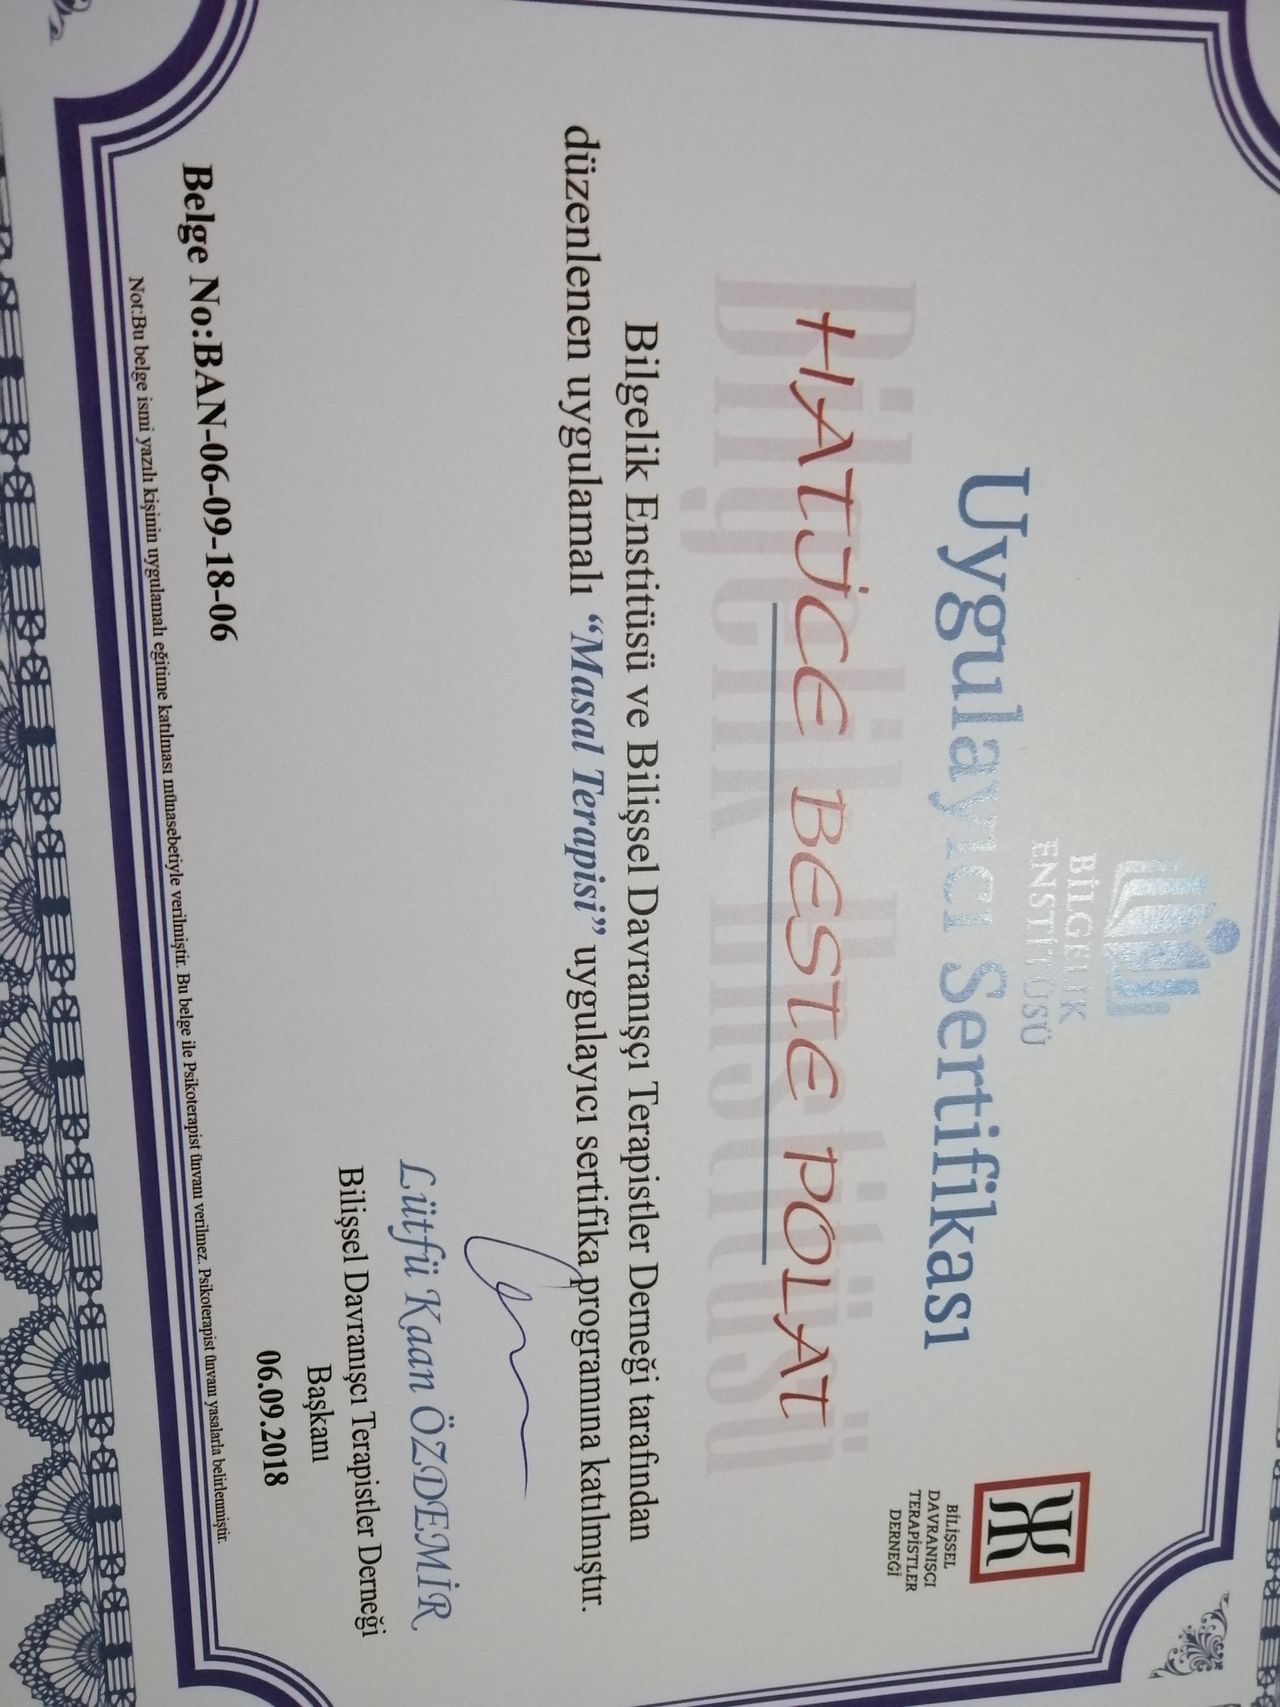 BİLGELİK
ENSTİTÜSÜ
BİLİŞSEL
DAVRANIŞÇI
TERAPİSTLER
DERNEĞİ
Uygulayıcı Sertifikası
Bilgelik Enstitüsü
HATİCE BESTE POLAT
Bilgelik Enstitüsü ve Bilişsel Davranışçı Terapistler Derneği tarafından
düzenlenen uygulamalı “Masal Terapisi” uygulayıcı sertifika programına katılmıştır.
Lütfü Kaan ÖZDEMİR
Bilişsel Davranışcı Terapistler Derneği
Başkanı
06.09.2018
Belge No:BAN-06-09-18-06
Not:Bu belge ismi yazılı kişinin uygulamalı eğitime katılması münasebetiyle verilmiştir. Bu belge ile Psikoterapist ünvanı verilmez. Psikoterapist ünvanı yasalarla belirlenmiştir.